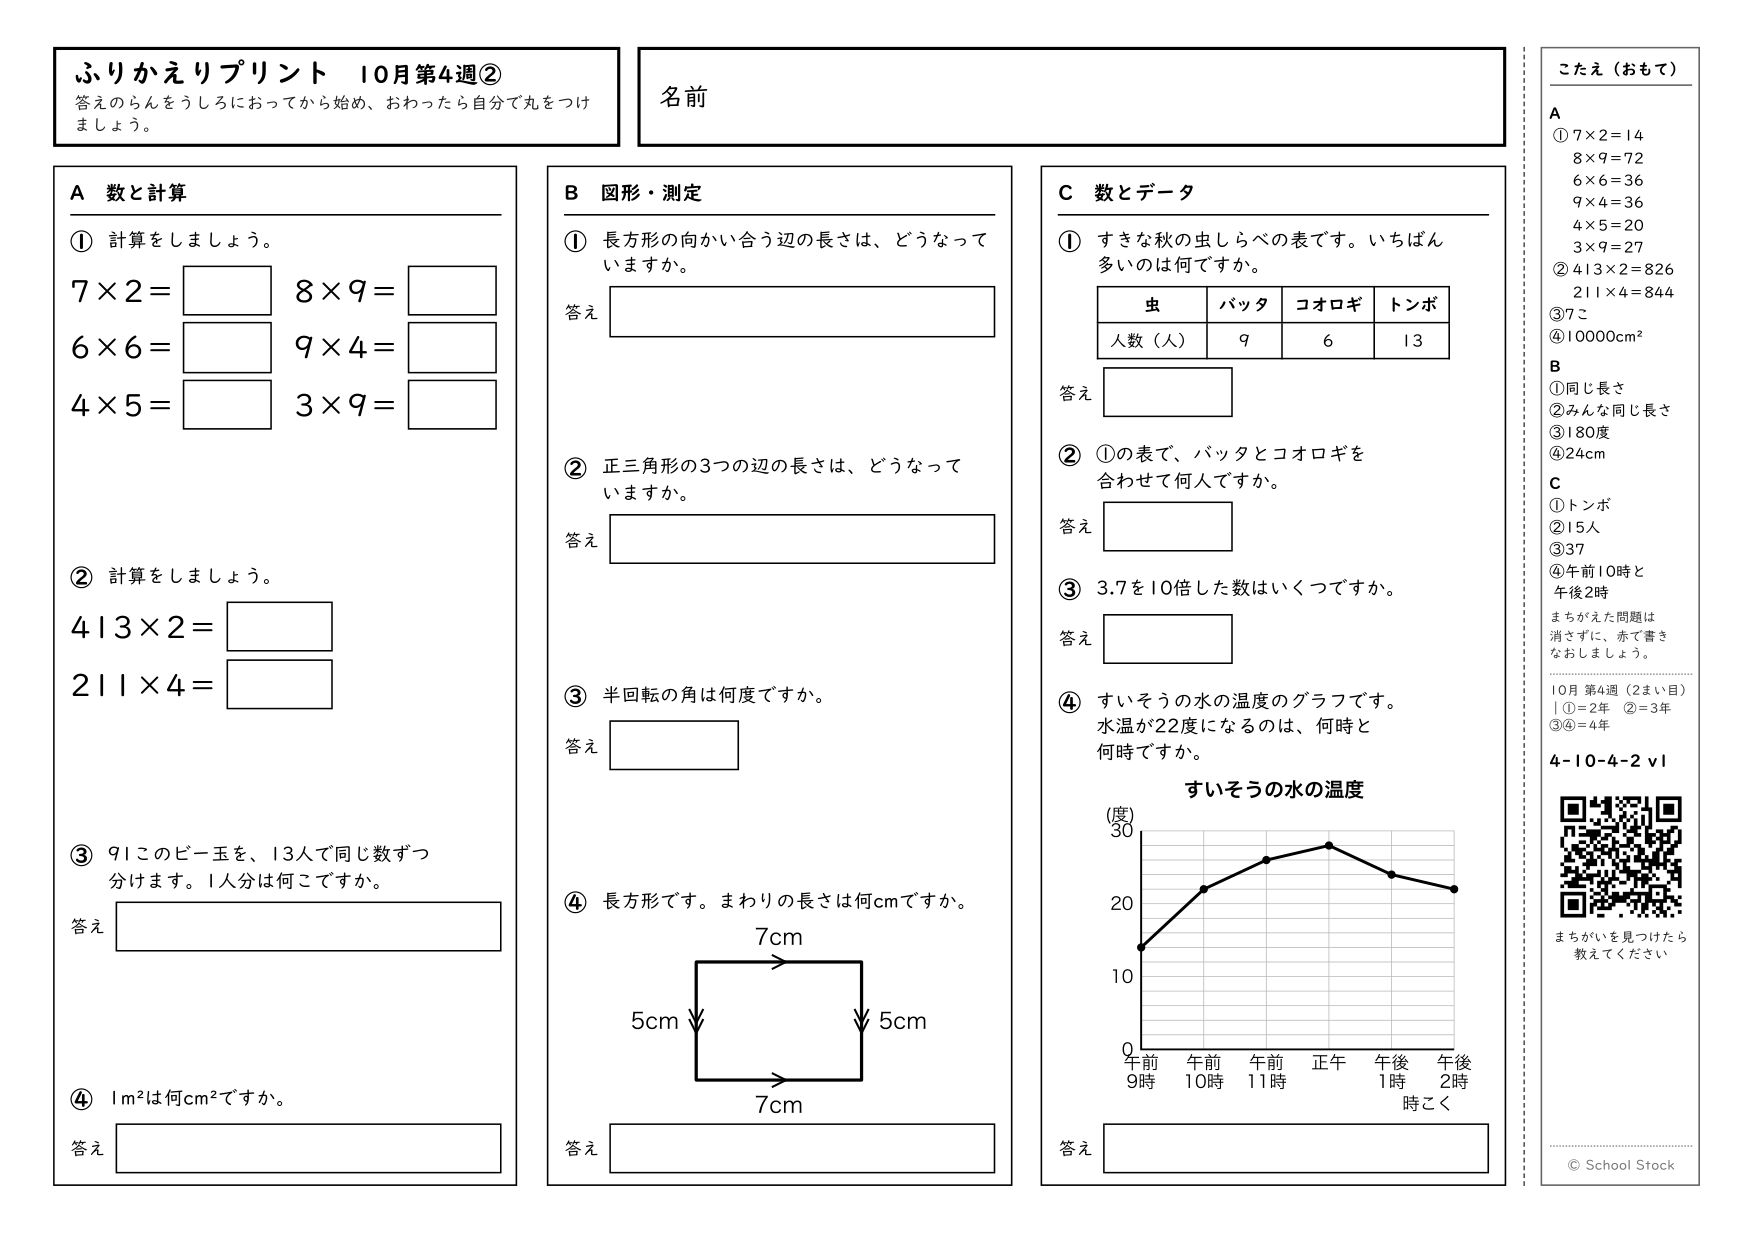 ふりかえりプリント　10月第4週②
答えのらんをうしろにおってから始め、おわったら自分で丸をつけ
ましょう。
名前
A　数と計算
① 計算をしましょう。
7×2＝　8×9＝
6×6＝　9×4＝
4×5＝　3×9＝
② 計算をしましょう。
413×2＝
211×4＝
③ 91このビー玉を、13人で同じ数ずつ
分けます。1人分は何こですか。
答え
④ 1m²は何cm²ですか。
答え
B　図形・測定
① 長方形の向かい合う辺の長さは、どうなって
いますか。
答え
② 正三角形の3つの辺の長さは、どうなって
いますか。
答え
③ 半回転の角は何度ですか。
答え
④ 長方形です。まわりの長さは何cmですか。
7cm
5cm　5cm
7cm
答え
C　数とデータ
① すきな秋の虫しらべの表です。いちばん
多いのは何ですか。
虫　バッタ　コオロギ　トンボ
人数（人）　9　6　13
答え
② ①の表で、バッタとコオロギを
合わせて何人ですか。
答え
③ 3.7を10倍した数はいくつですか。
答え
④ すいそうの水の温度のグラフです。
水温が22度になるのは、何時と
何時ですか。
すいそうの水の温度
(度)
30
20
10
0
午前　午前　午前　正午　午後　午後
9時　10時　11時　1時　2時
時こく
答え
こたえ（おもて）
A
①7×2＝14
8×9＝72
6×6＝36
9×4＝36
4×5＝20
3×9＝27
②413×2＝826
211×4＝844
③7こ
④10000cm²
B
①同じ長さ
②みんな同じ長さ
③180度
④24cm
C
①トンボ
②15人
③37
④午前10時と
午後2時
まちがえた問題は
消さずに、赤で書き
なおしましょう。
10月 第4週（2まい目）
｜①＝2年　②＝3年
③④＝4年
4-10-4-2 v1
まちがいを見つけたら
教えてください
© School Stock